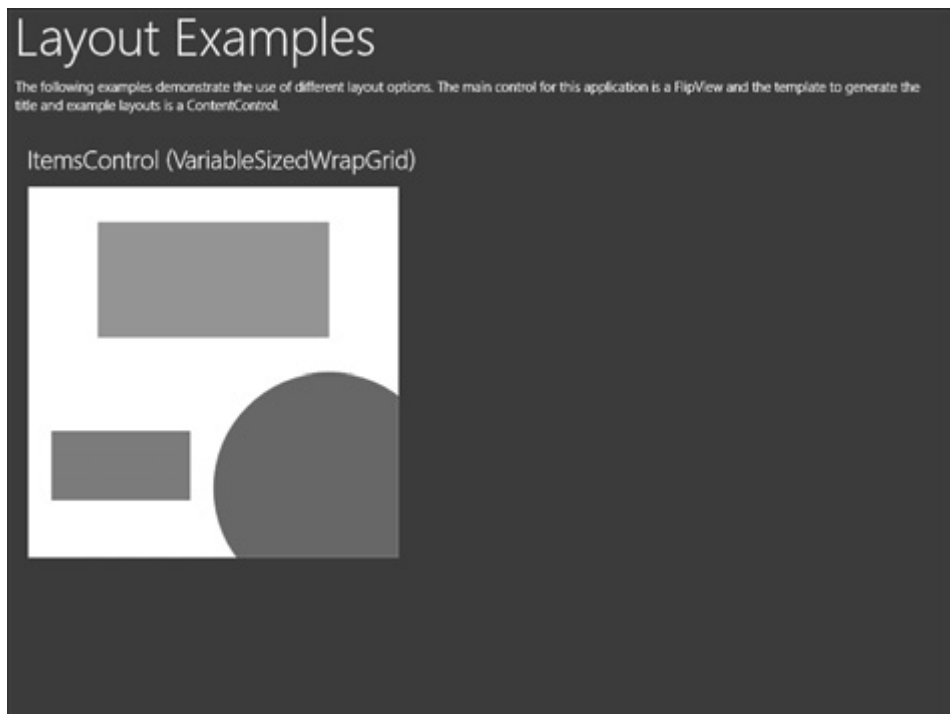 Layout Examples
The following examples demonstrate the use of different layout options. The main control for this application is a FlipView and the template to generate the
title and example layouts is a ContentControl.
ItemsControl (VariableSizedWrapGrid)